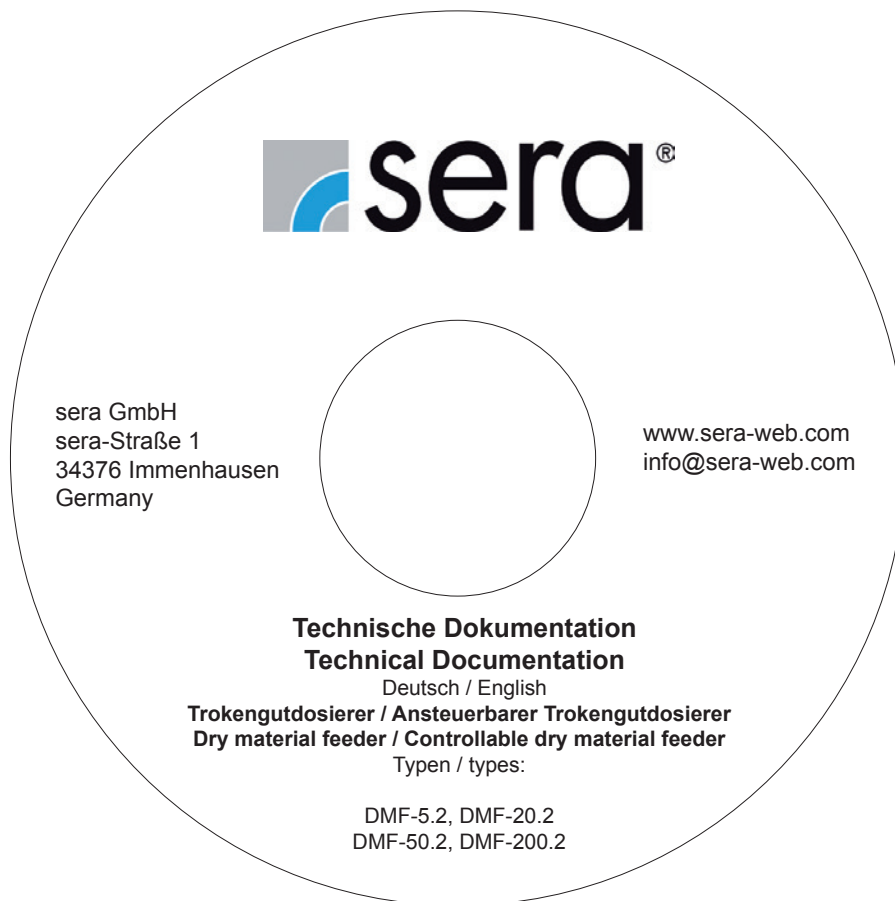 sera®
sera GmbH
sera-Straße 1
34376 Immenhausen
Germany
www.sera-web.com
info@sera-web.com
Technische Dokumentation
Technical Documentation
Deutsch / English
Trokengutdosierer / Ansteuerbarer Trokengutdosierer
Dry material feeder / Controllable dry material feeder
Typen / types:
DMF-5.2, DMF-20.2
DMF-50.2, DMF-200.2